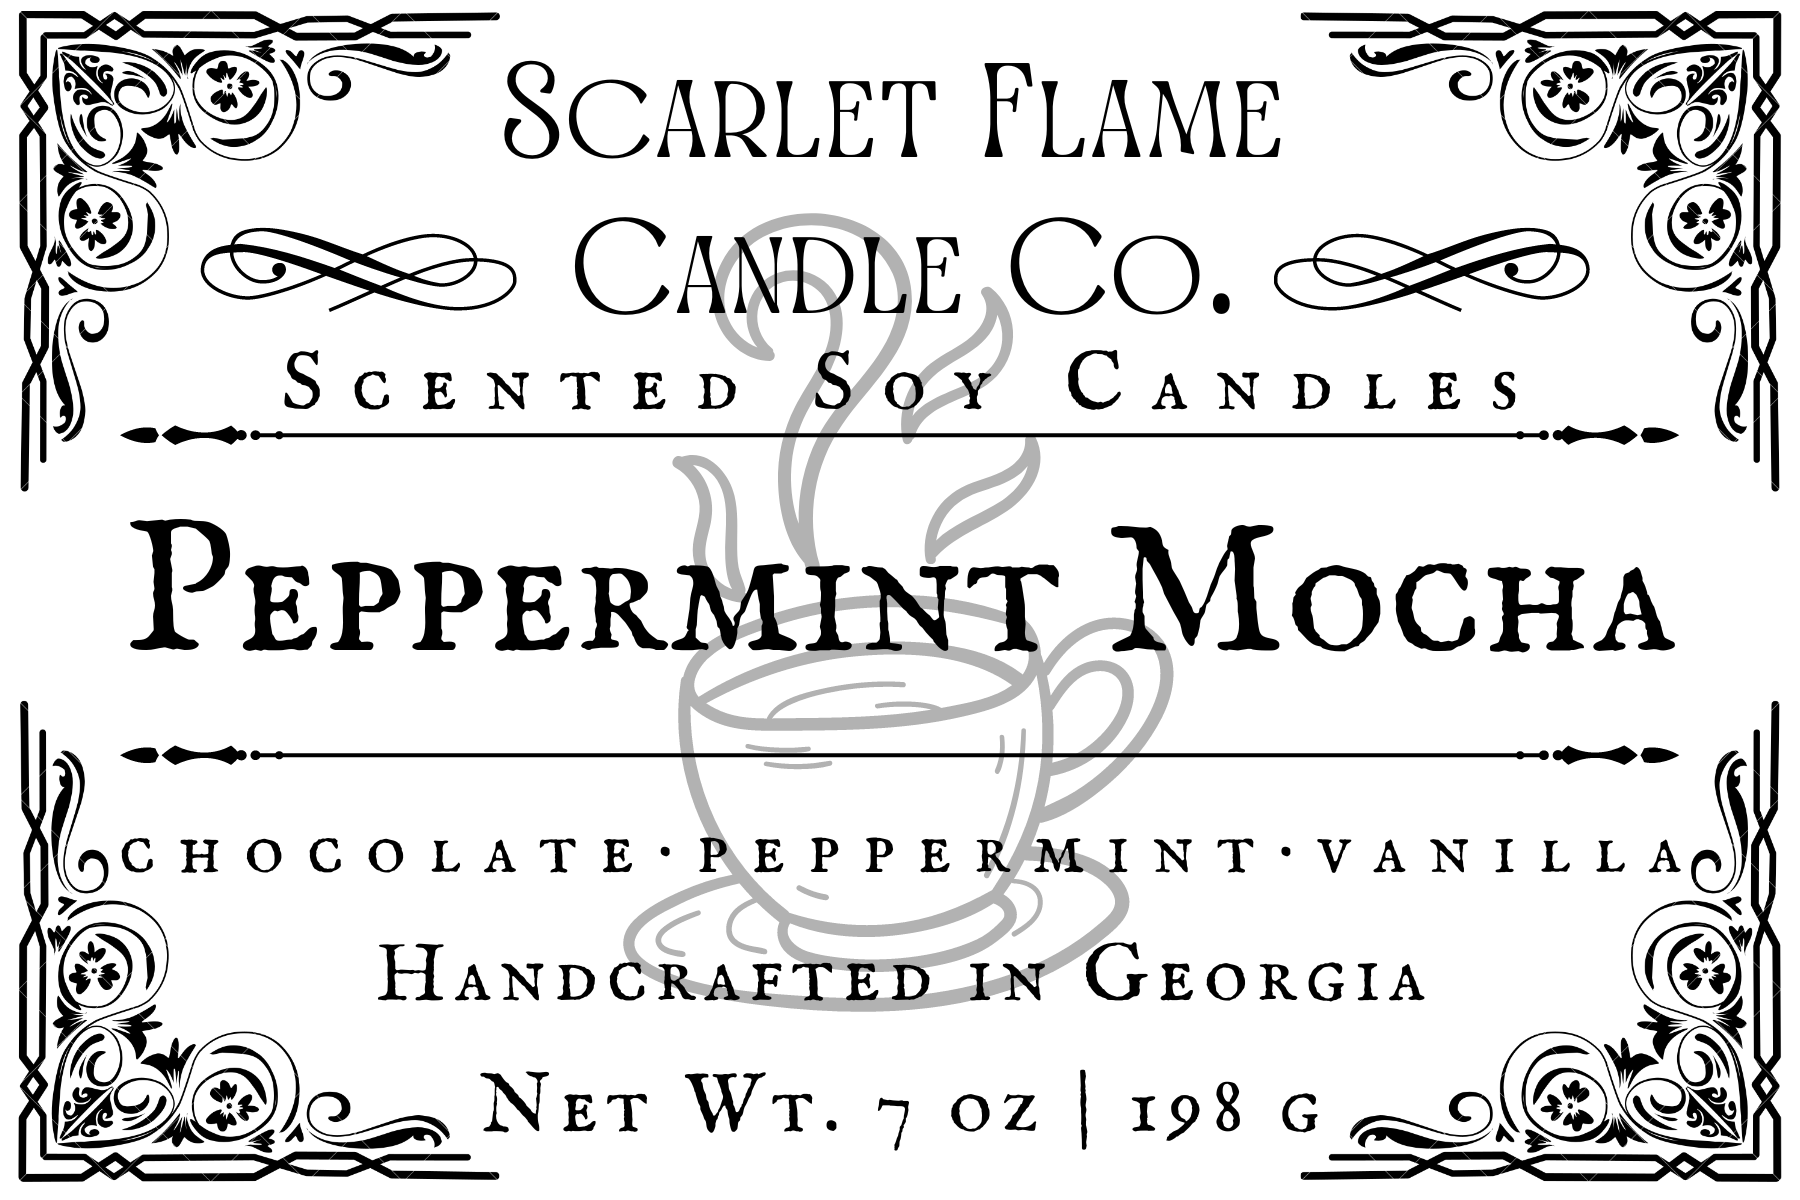 Scarlet Flame
Candle Co.
Scented Soy Candles
Peppermint Mocha
CHOCOLATE·PEPPERMINT·VANILLA
Handcrafted in Georgia
Net Wt. 7 oz | 198 g